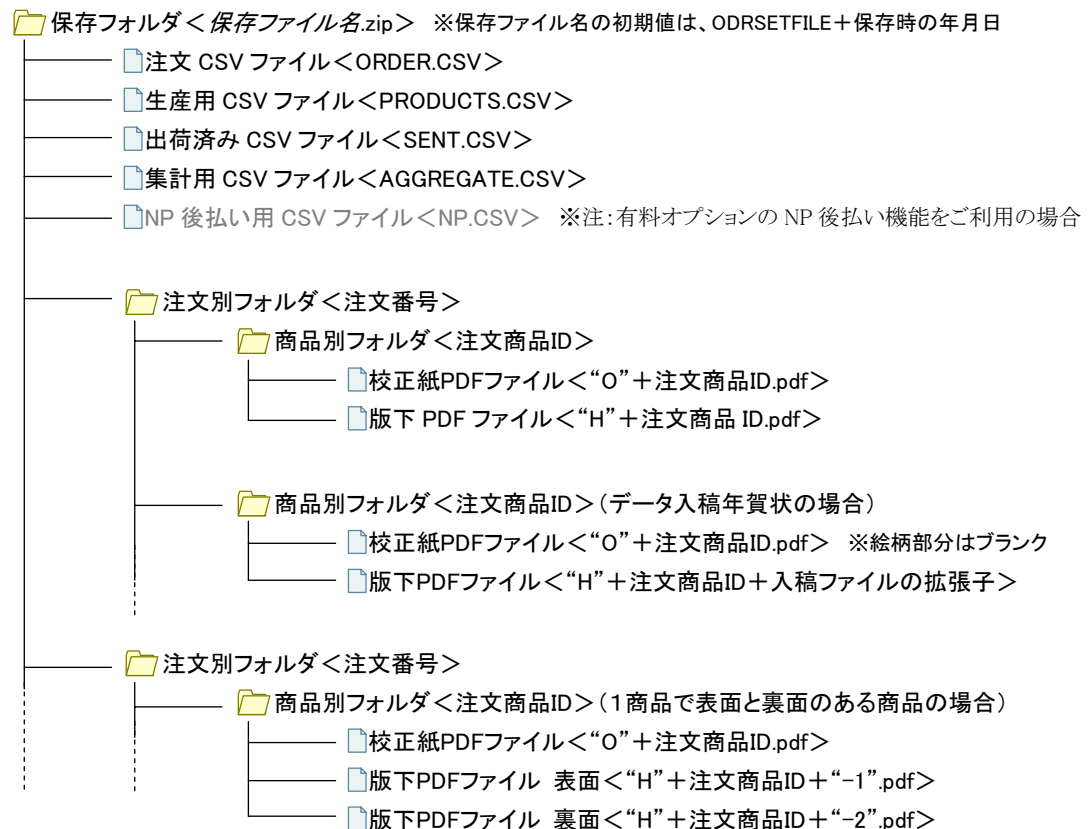 保存フォルダ＜保存ファイル名.zip＞ ※保存ファイル名の初期値は、ODRSETFILE＋保存時の年月日
注文 CSV ファイル＜ORDER.CSV＞
生産用 CSV ファイル＜PRODUCTS.CSV＞
出荷済み CSV ファイル＜SENT.CSV＞
集計用 CSV ファイル＜AGGREGATE.CSV＞
NP 後払い用 CSV ファイル＜NP.CSV＞ ※注：有料オプションの NP 後払い機能をご利用の場合
注文別フォルダ＜注文番号＞
商品別フォルダ＜注文商品ID＞
校正紙PDFファイル＜“O”＋注文商品ID.pdf＞
版下 PDF ファイル＜“H”＋注文商品 ID.pdf＞
商品別フォルダ＜注文商品ID＞（データ入稿年賀状の場合）
校正紙PDFファイル＜“O”＋注文商品ID.pdf＞ ※絵柄部分はブランク
版下PDFファイル＜“H”＋注文商品ID＋入稿ファイルの拡張子＞
注文別フォルダ＜注文番号＞
商品別フォルダ＜注文商品ID＞（１商品で表面と裏面のある商品の場合）
校正紙PDFファイル＜“O”＋注文商品ID.pdf＞
版下PDFファイル 表面＜“H”＋注文商品ID＋“-1”.pdf＞
版下PDFファイル 裏面＜“H”＋注文商品ID＋“-2”.pdf＞